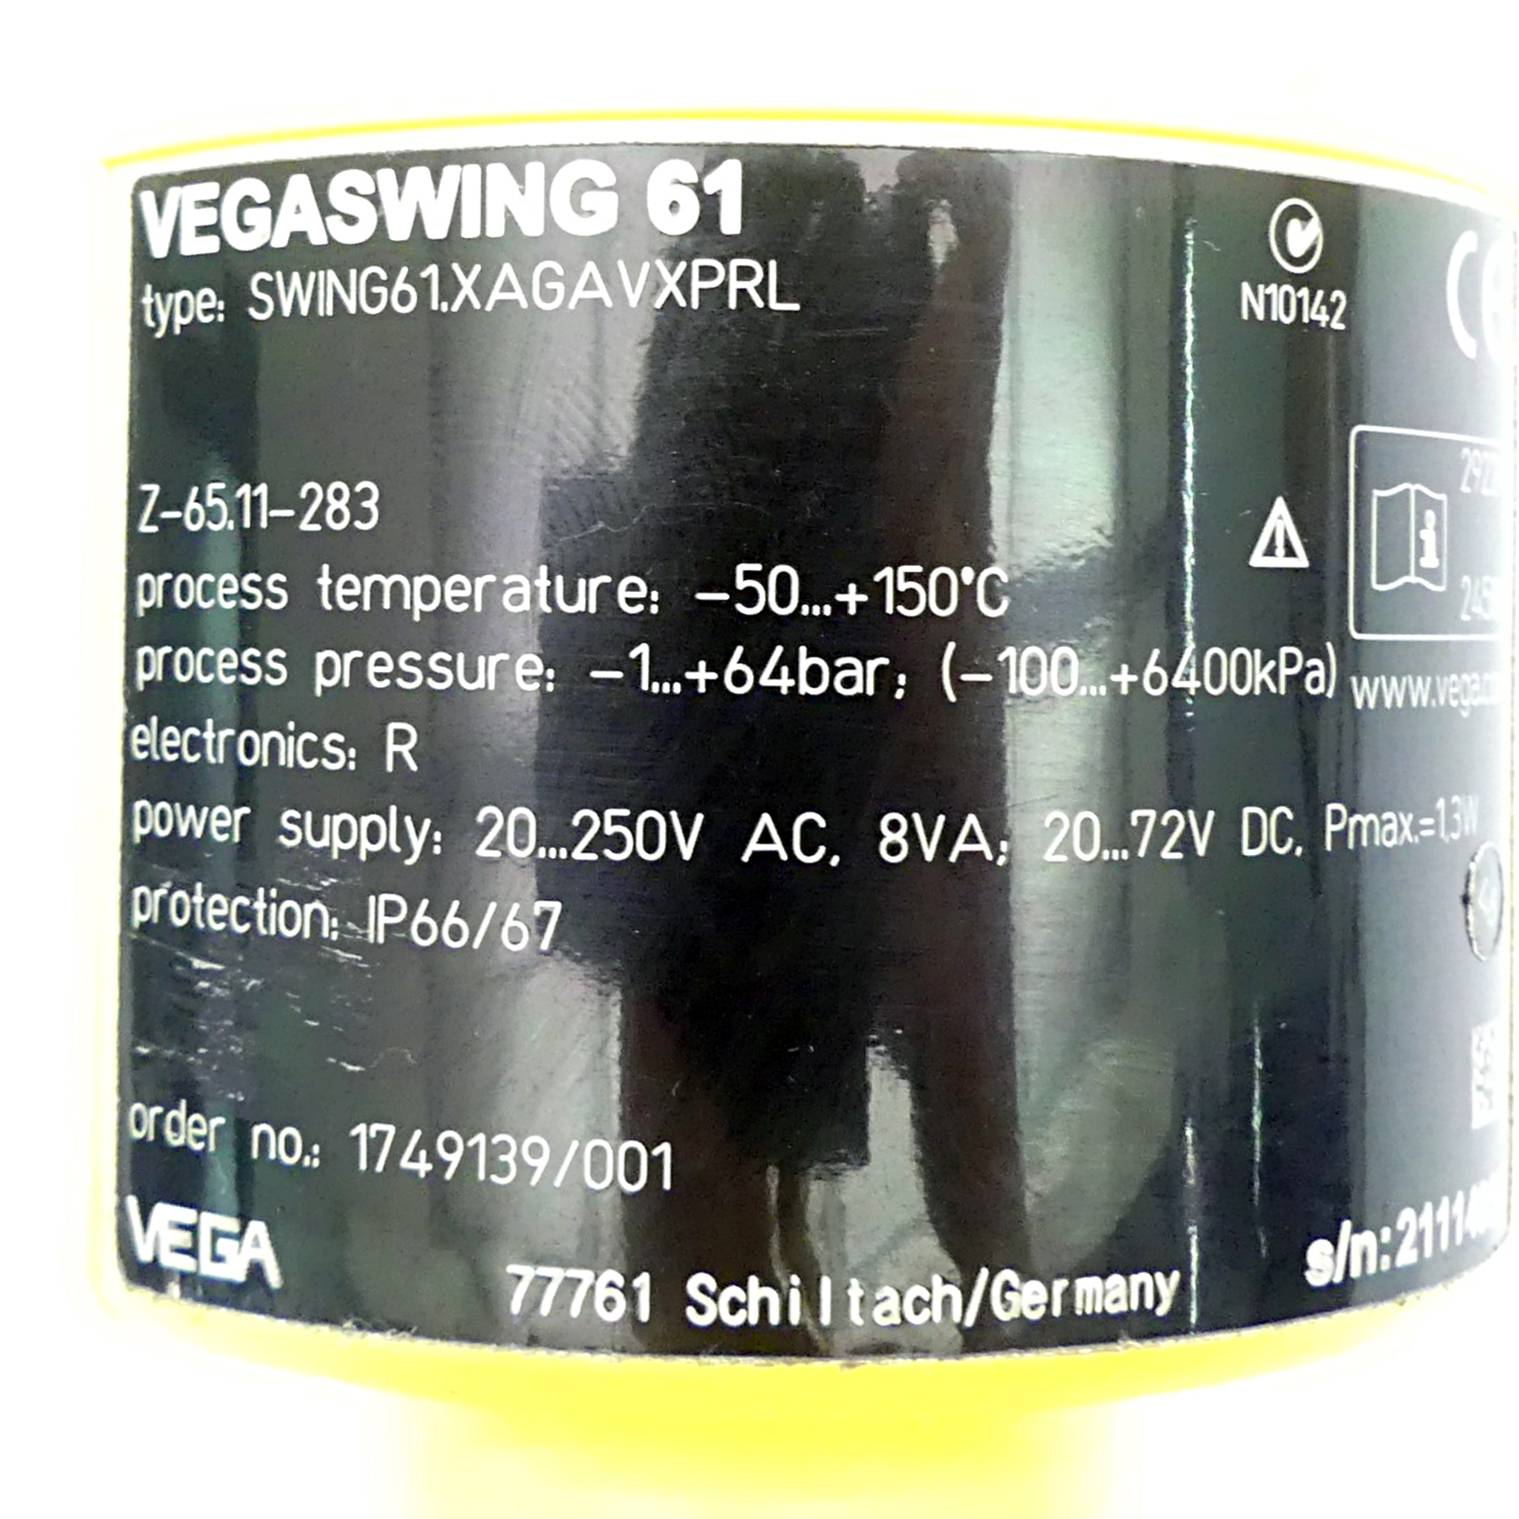 VEGASWING 61
type: SWING61.XAGAVXPRL
N10142
CE
Z-65.11-283
process temperature: -50...+150°C
process pressure: -1...+64bar; (-100...+6400kPa)
electronics: R
power supply: 20...250V AC, 8VA; 20...72V DC, Pmax.=1,3W
protection: IP66/67
order no.: 1749139/001
VEGA
77761 Schiltach/Germany
s/n: